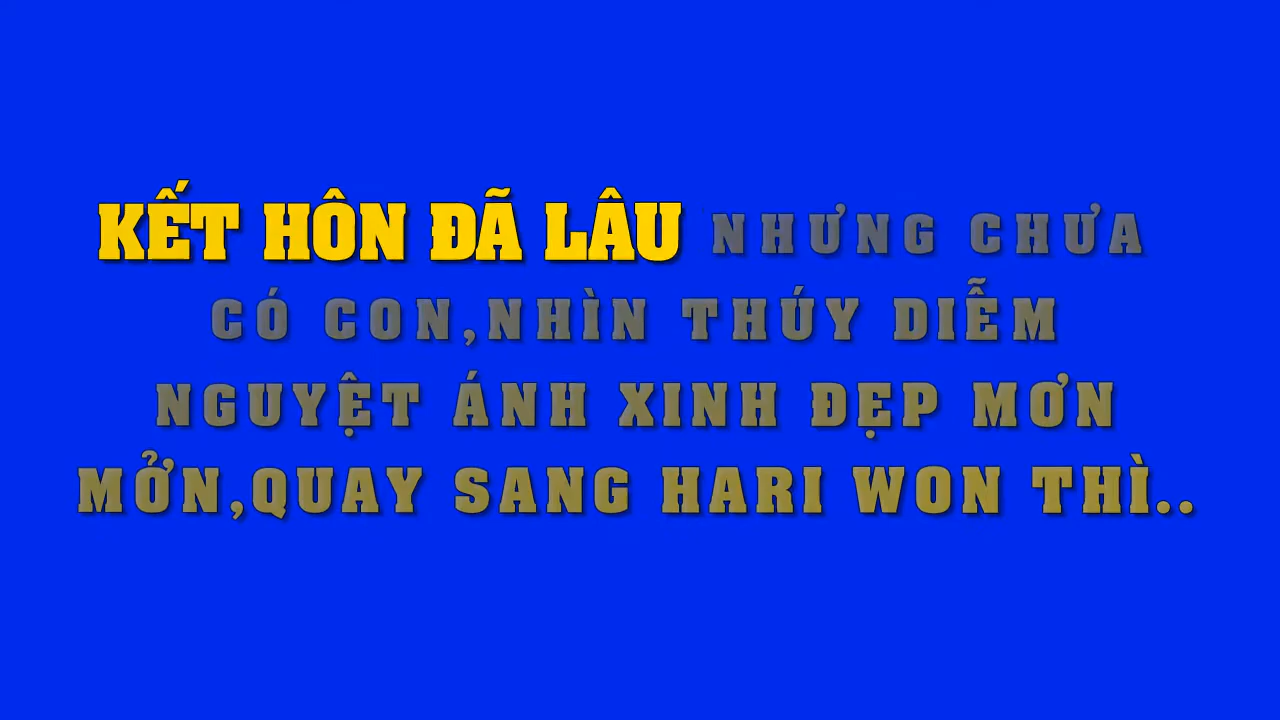 KẾT HÔN ĐÃ LÂU NHƯNG CHƯA
CÓ CON,NHÌN THÚY DIỄM
NGUYỆT ÁNH XINH ĐẸP MƠN
MỞN,QUAY SANG HARI WON THÌ..